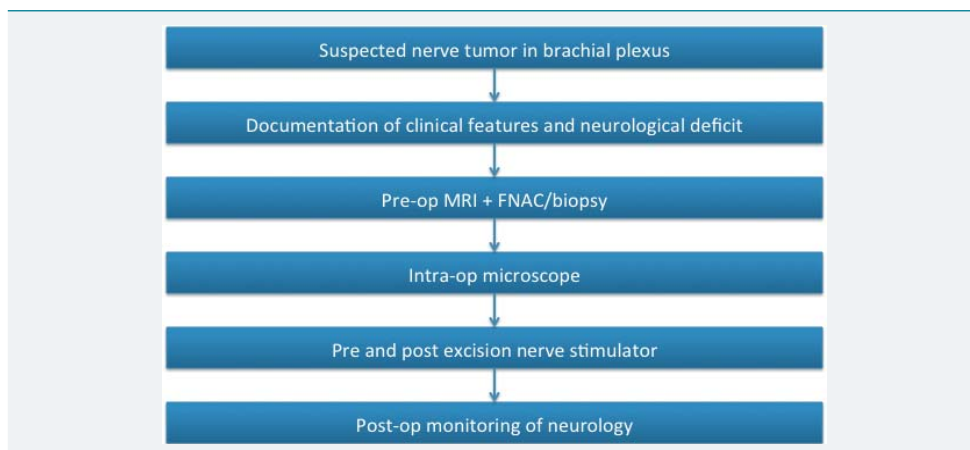 Suspected nerve tumor in brachial plexus
Documentation of clinical features and neurological deficit
Pre-op MRI + FNAC/biopsy
Intra-op microscope
Pre and post excision nerve stimulator
Post-op monitoring of neurology